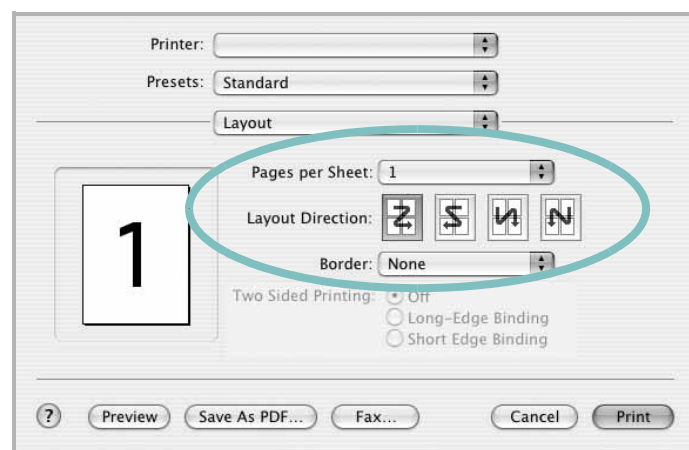 Printer:
Presets: Standard
Layout
Pages per Sheet: 1
Layout Direction:
Border: None
1
Two Sided Printing: Off
Long-Edge Binding
Short Edge Binding
? Preview Save As PDF... Fax... Cancel Print